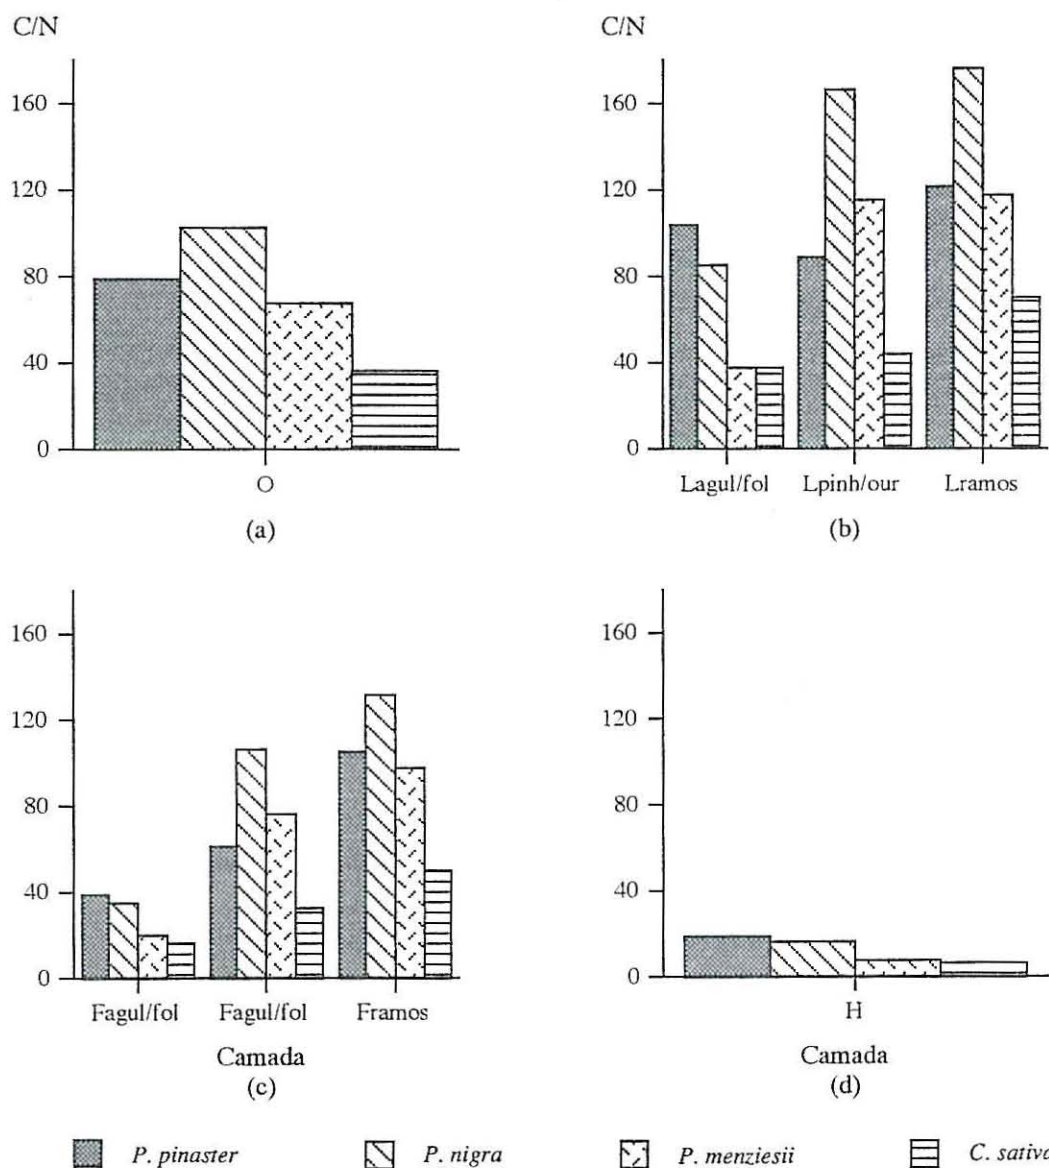 C/N
160
120
80
40
0
O
(a)
C/N
160
120
80
40
0
Lagul/fol Lpinh/our Lramos
(b)
160
120
80
40
0
Fagul/fol Fagul/fol Framos
Camada
(c)
160
120
80
40
0
H
Camada
(d)
P. pinaster P. nigra P. menziesii C. sativa